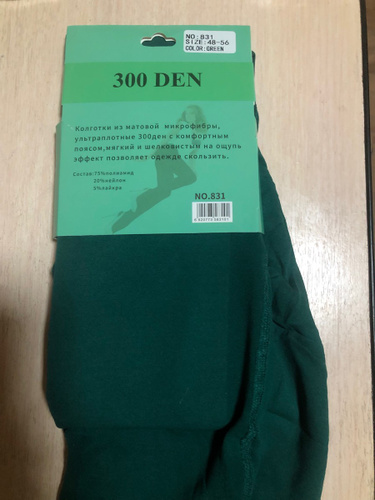 NO:831
SIZE:48-56
COLOR:GREEN
300 DEN
Колготки из матовой микрофибры,
ультраплотные 300ден с комфортным
поясом,мягкий и шелковистым на ощупь
эффект позволяет одежде скользить.
Состав:75%полиамид
20%нейлон
5%лайкра
NO.831